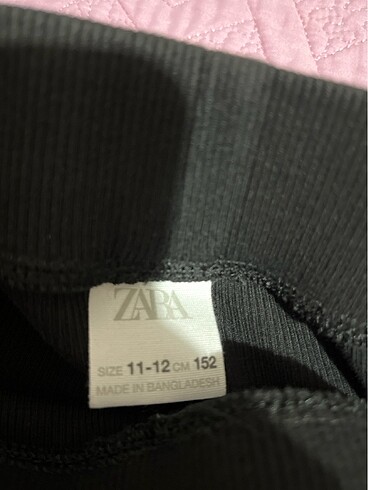 ZARA
SIZE 11-12 CM 152
MADE IN BANGLADESH